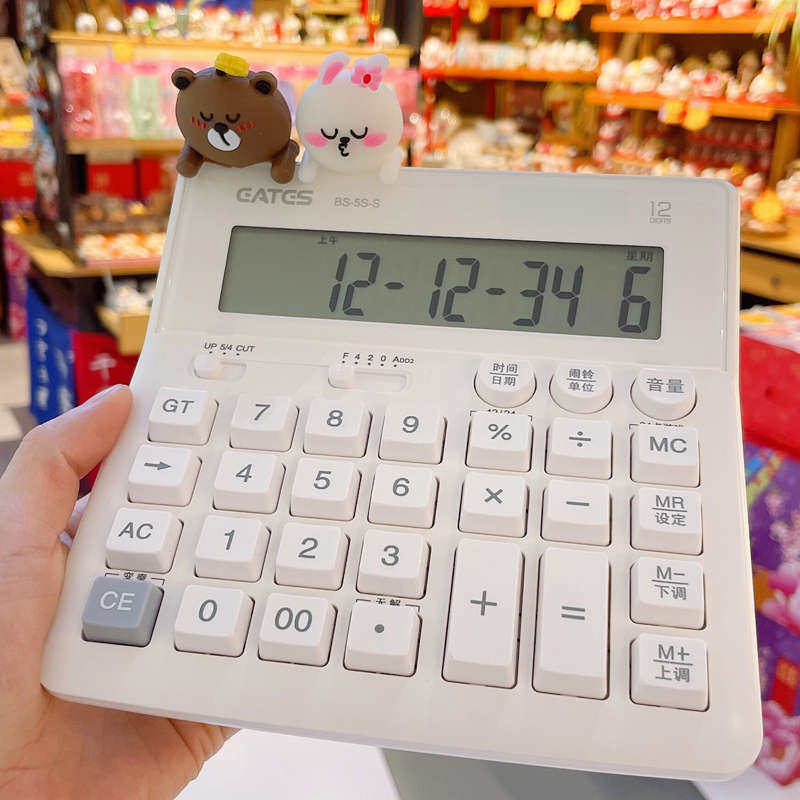 EATES BS-5S-S 12
DIGITS
上午 星期
12-12-34 6
UP 5/4 CUT F 4 2 0 ADD2
时间
日期
闹铃
单位
音量
GT 7 8 9 % ÷ MC
→ 4 5 6 × − MR
设定
AC 1 2 3 + = M−
下调
CE 0 00 • M+
上调